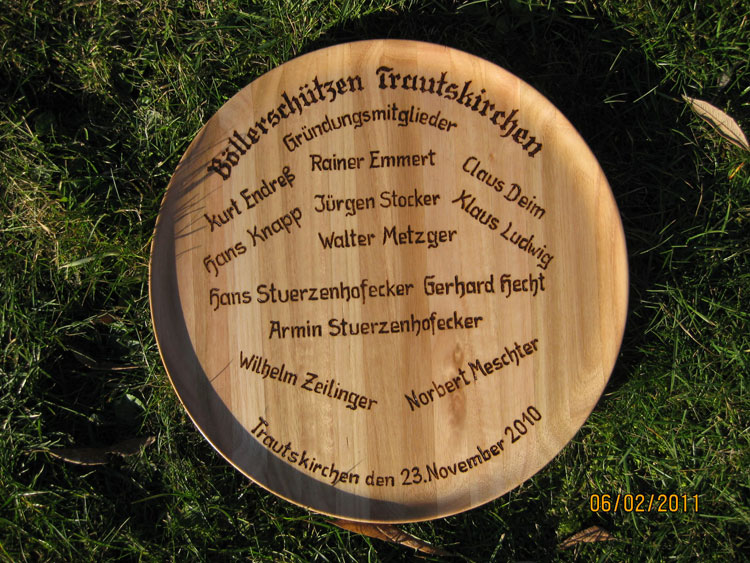 Böllerschützen Trautskirchen
Gründungsmitglieder
Kurt Endreß Rainer Emmert Claus Deim
Hans Knapp Jürgen Stocker Klaus Ludwig
Walter Metzger
Hans Stuerzenhofecker Gerhard Hecht
Armin Stuerzenhofecker
Wilhelm Zeilinger Norbert Meschter
Trautskirchen den 23.November 2010
06/02/2011